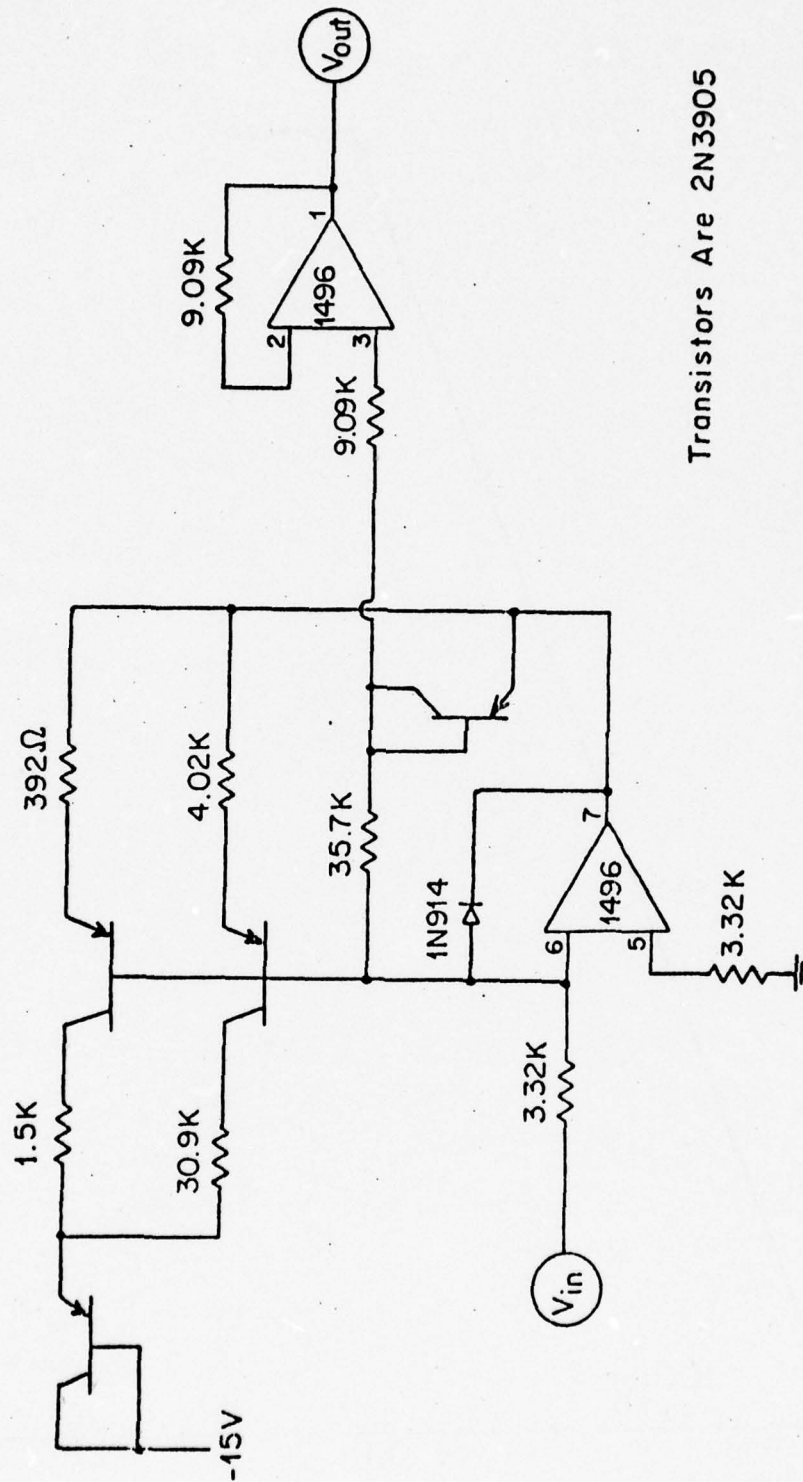 392Ω
1.5K
4.02K
30.9K
-15V
9.09K
2
1
1496
3
Vout
9.09K
35.7K
1N914
7
6
1496
5
3.32K
3.32K
Vin
Transistors Are 2N3905